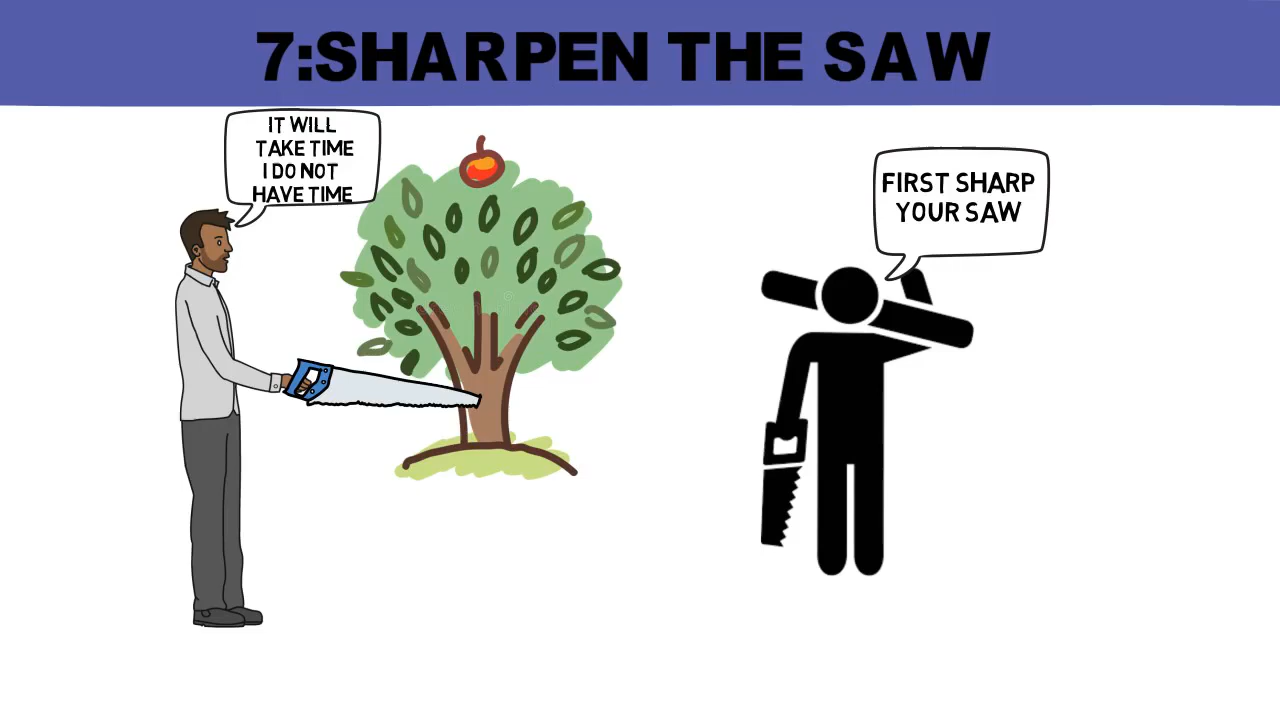 7:SHARPEN THE SAW
IT WILL
TAKE TIME
I DO NOT
HAVE TIME
FIRST SHARP
YOUR SAW